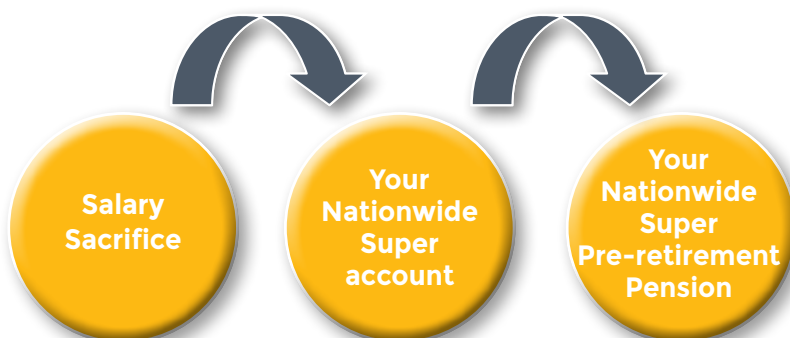 Salary
Sacrifice
Your
Nationwide
Super
account
Your
Nationwide
Super
Pre-retirement
Pension